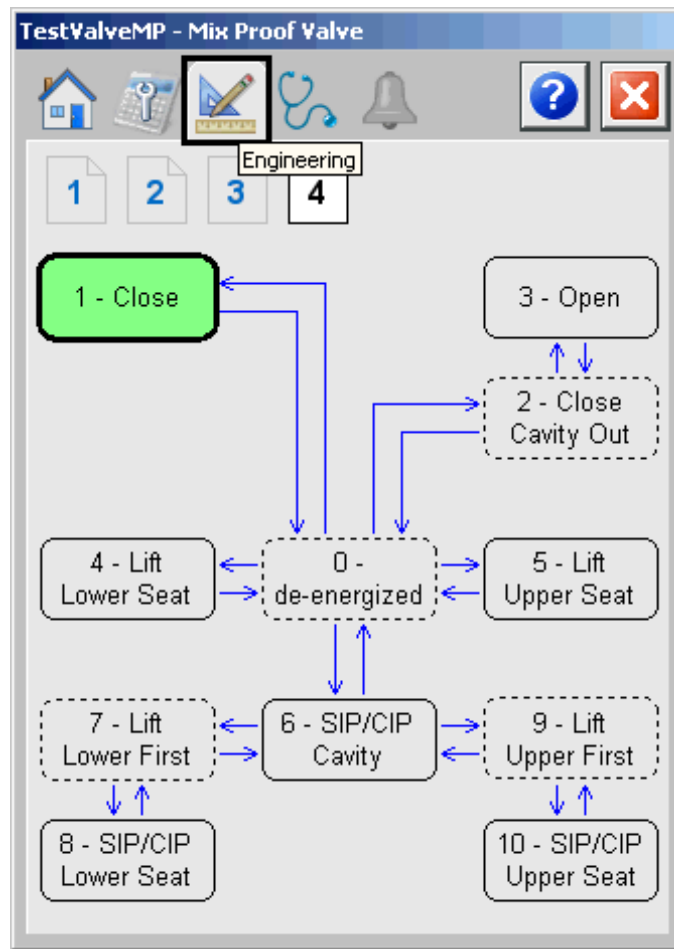 TestValveMP - Mix Proof Valve
?
Engineering
1 2 3 4
1 - Close
3 - Open
2 - Close
Cavity Out
4 - Lift
Lower Seat
0 -
de-energized
5 - Lift
Upper Seat
7 - Lift
Lower First
6 - SIP/CIP
Cavity
9 - Lift
Upper First
8 - SIP/CIP
Lower Seat
10 - SIP/CIP
Upper Seat